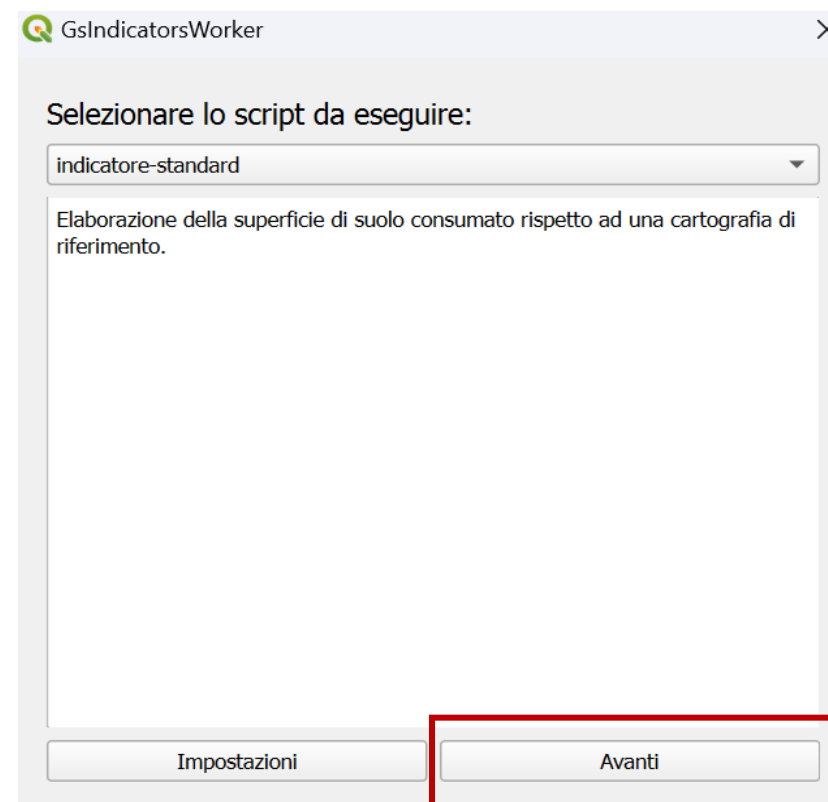 GsIndicatorsWorker
Selezionare lo script da eseguire:
indicatore-standard
Elaborazione della superficie di suolo consumato rispetto ad una cartografia di
riferimento.
Impostazioni
Avanti